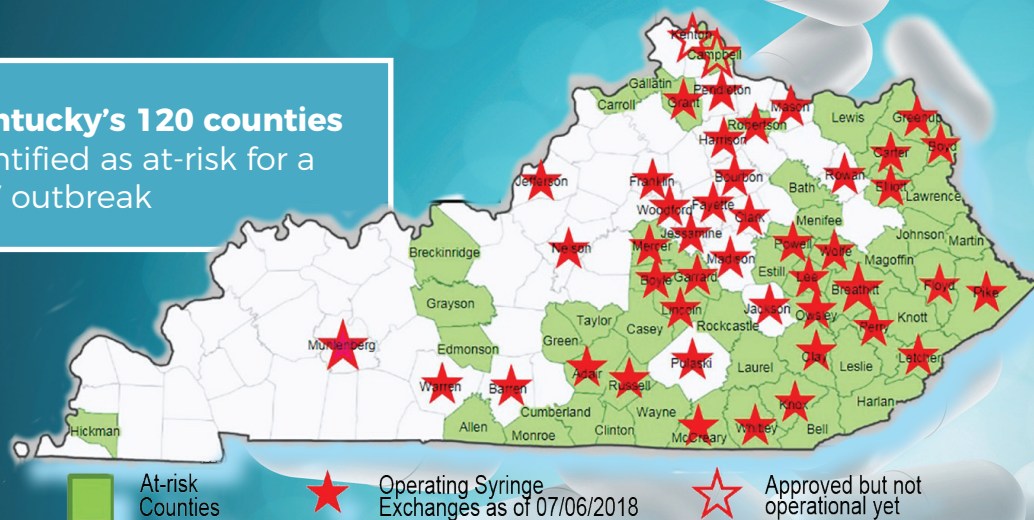 ntucky's 120 counties
ntified as at-risk for a
outbreak
Kenton
Campbell
Gallatin
Pendleton
Carroll
Grant
Mason
Lewis
Greenup
Robertson
Harrison
Boyd
Carter
Jefferson
Franklin
Bourbon
Rowan
Bath
Elliott
Lawrence
Woodford
Fayette
Clark
Menifee
Jessamine
Johnson
Martin
Breckinridge
Nelson
Mercer
Madison
Powell
Wolfe
Magoffin
Boyle
Garrard
Estill
Lee
Breathitt
Floyd
Pike
Grayson
Lincoln
Jackson
Owsley
Knott
Taylor
Casey
Rockcastle
Perry
Green
Muhlenberg
Edmonson
Pulaski
Laurel
Clay
Leslie
Letcher
Adair
Russell
Warren
Barren
Knox
Harlan
Cumberland
Wayne
Allen
Monroe
Clinton
McCreary
Whitley
Bell
Hickman
At-risk
Counties
Operating Syringe
Exchanges as of 07/06/2018
Approved but not
operational yet